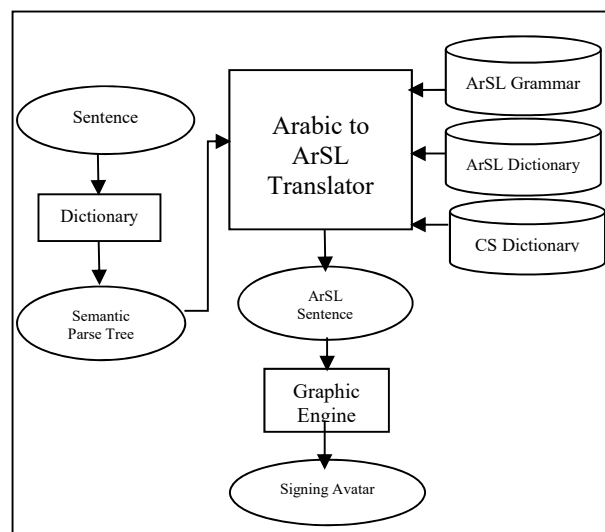 Sentence
Dictionary
Semantic
Parse Tree
Arabic to
ArSL
Translator
ArSL Grammar
ArSL Dictionary
CS Dictionary
ArSL
Sentence
Graphic
Engine
Signing Avatar